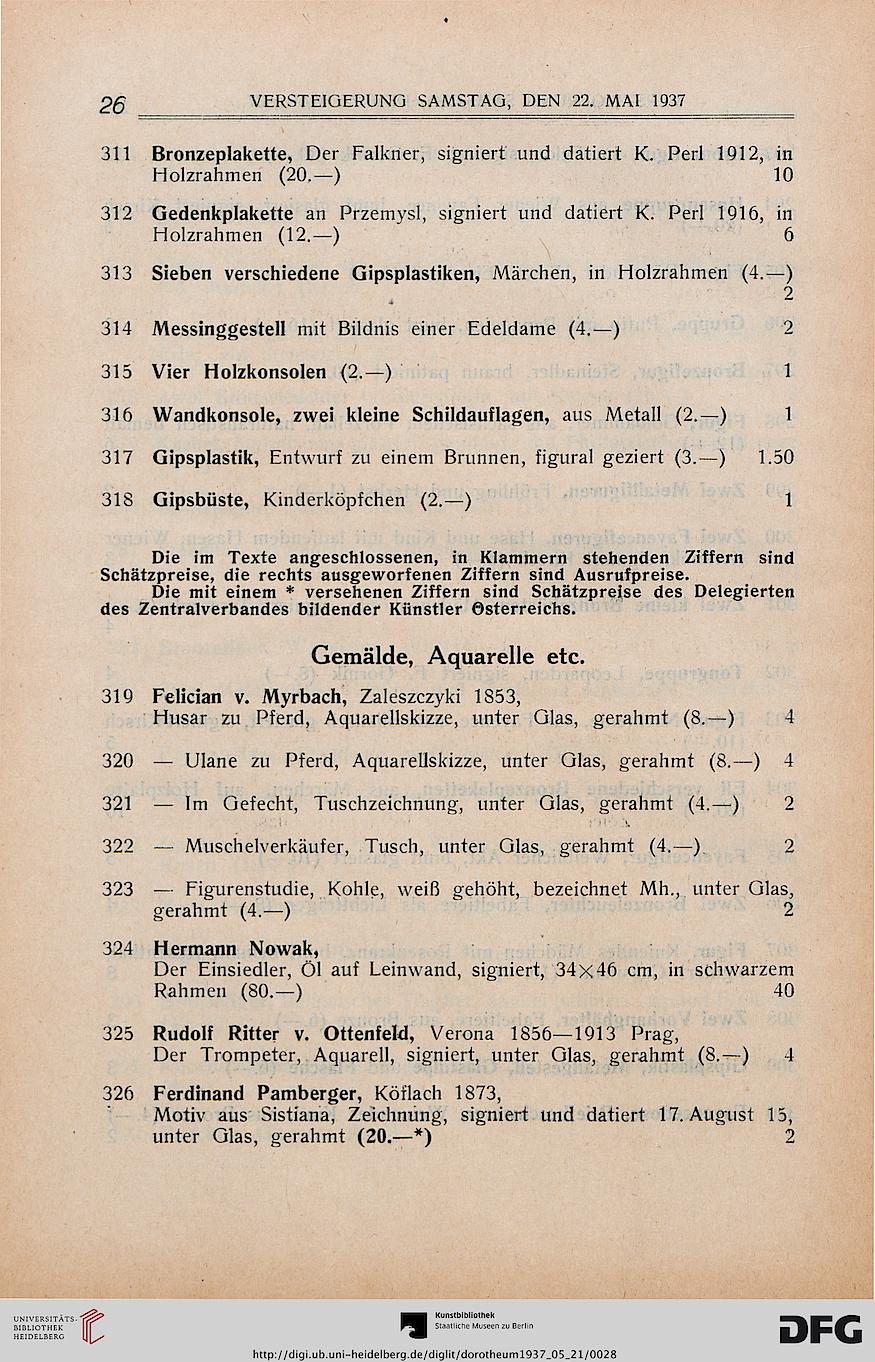 26 VERSTEIGERUNG SAMSTAG, DEN 22. MAI 1937
311 Bronzeplakette, Der Falkner, signiert und datiert K. Perl 1912, in
Holzrahmen (20.—) 10
312 Gedenkplakette an Przemysl, signiert und datiert K. Perl 1916, in
Holzrahmen (12.—) 6
313 Sieben verschiedene Gipsplastiken, Märchen, in Holzrahmen (4.—)
2
314 Messinggestell mit Bildnis einer Edeldame (4.—) 2
315 Vier Holzkonsolen (2.—) 1
316 Wandkonsole, zwei kleine Schildauflagen, aus Metall (2.—) 1
317 Gipsplastik, Entwurf zu einem Brunnen, figural geziert (3.—) 1.50
318 Gipsbüste, Kinderköpfchen (2.—) 1
Die im Texte angeschlossenen, in Klammern stehenden Ziffern sind
Schätzpreise, die rechts ausgeworfenen Ziffern sind Ausrufpreise.
Die mit einem * versehenen Ziffern sind Schätzpreise des Delegierten
des Zentralverbandes bildender Künstler Österreichs.
Gemälde, Aquarelle etc.
319 Felician v. Myrbach, Zaleszczyki 1853,
Husar zu Pferd, Aquarellskizze, unter Glas, gerahmt (8.—) 4
320 — Ulane zu Pferd, Aquarellskizze, unter Glas, gerahmt (8.—) 4
321 — Im Gefecht, Tuschzeichnung, unter Glas, gerahmt (4.—) 2
322 — Muschelverkäufer, Tusch, unter Glas, gerahmt (4.—) 2
323 — Figurenstudie, Kohle, weiß gehöht, bezeichnet Mh., unter Glas,
gerahmt (4.—) 2
324 Hermann Nowak,
Der Einsiedler, Öl auf Leinwand, signiert, 34×46 cm, in schwarzem
Rahmen (80.—) 40
325 Rudolf Ritter v. Ottenfeld, Verona 1856—1913 Prag,
Der Trompeter, Aquarell, signiert, unter Glas, gerahmt (8.—) 4
326 Ferdinand Pamberger, Köflach 1873,
Motiv aus Sistiana, Zeichnung, signiert und datiert 17. August 15,
unter Glas, gerahmt (20.—*) 2
UNIVERSITÄTS-
BIBLIOTHEK
HEIDELBERG
Kunstbibliothek
Staatliche Museen zu Berlin
DFG
http://digi.ub.uni-heidelberg.de/diglit/dorotheum1937_05_21/0028